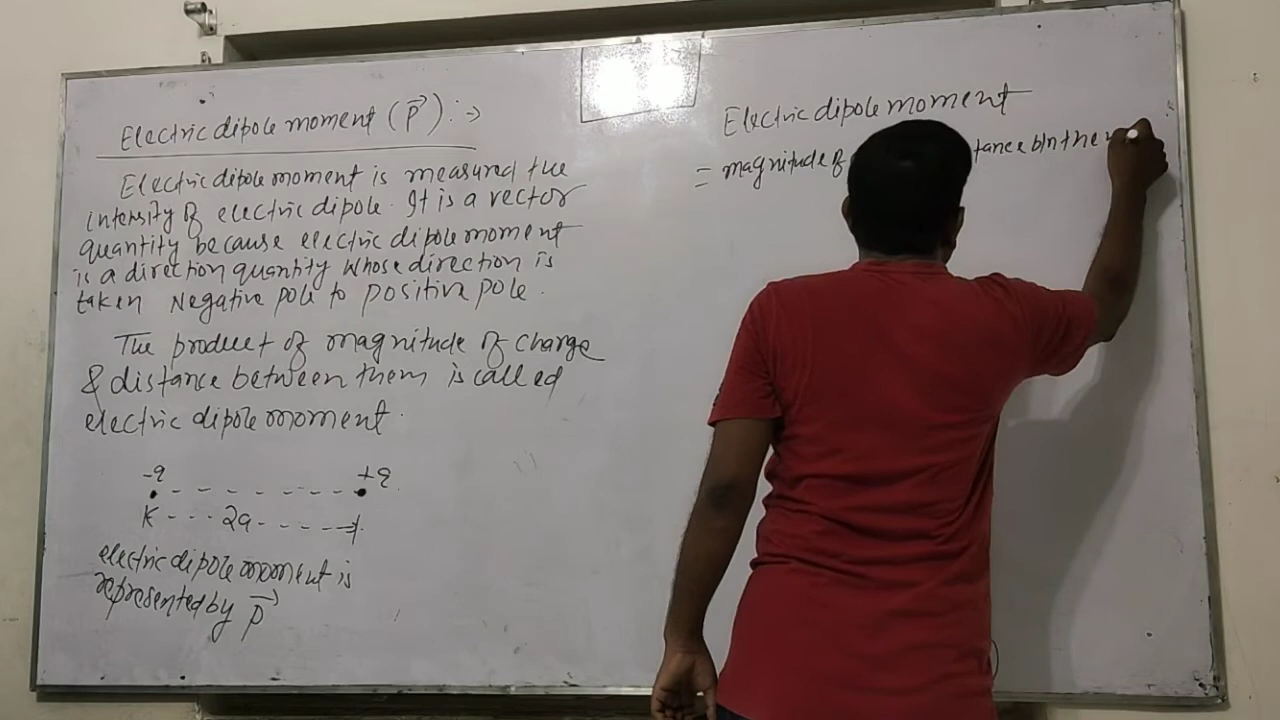 Electric dipole moment (p⃗) :→
Electric dipole moment is measured the
intensity of electric dipole. It is a vector
quantity because electric dipole moment
is a direction quantity whose direction is
taken Negative pole to positive pole.
The product of magnitude of charge
& distance between them is called
electric dipole moment.
-q +q
2a
electric dipole moment is
represented by p⃗
Electric dipole moment
= magnitude of b/n the